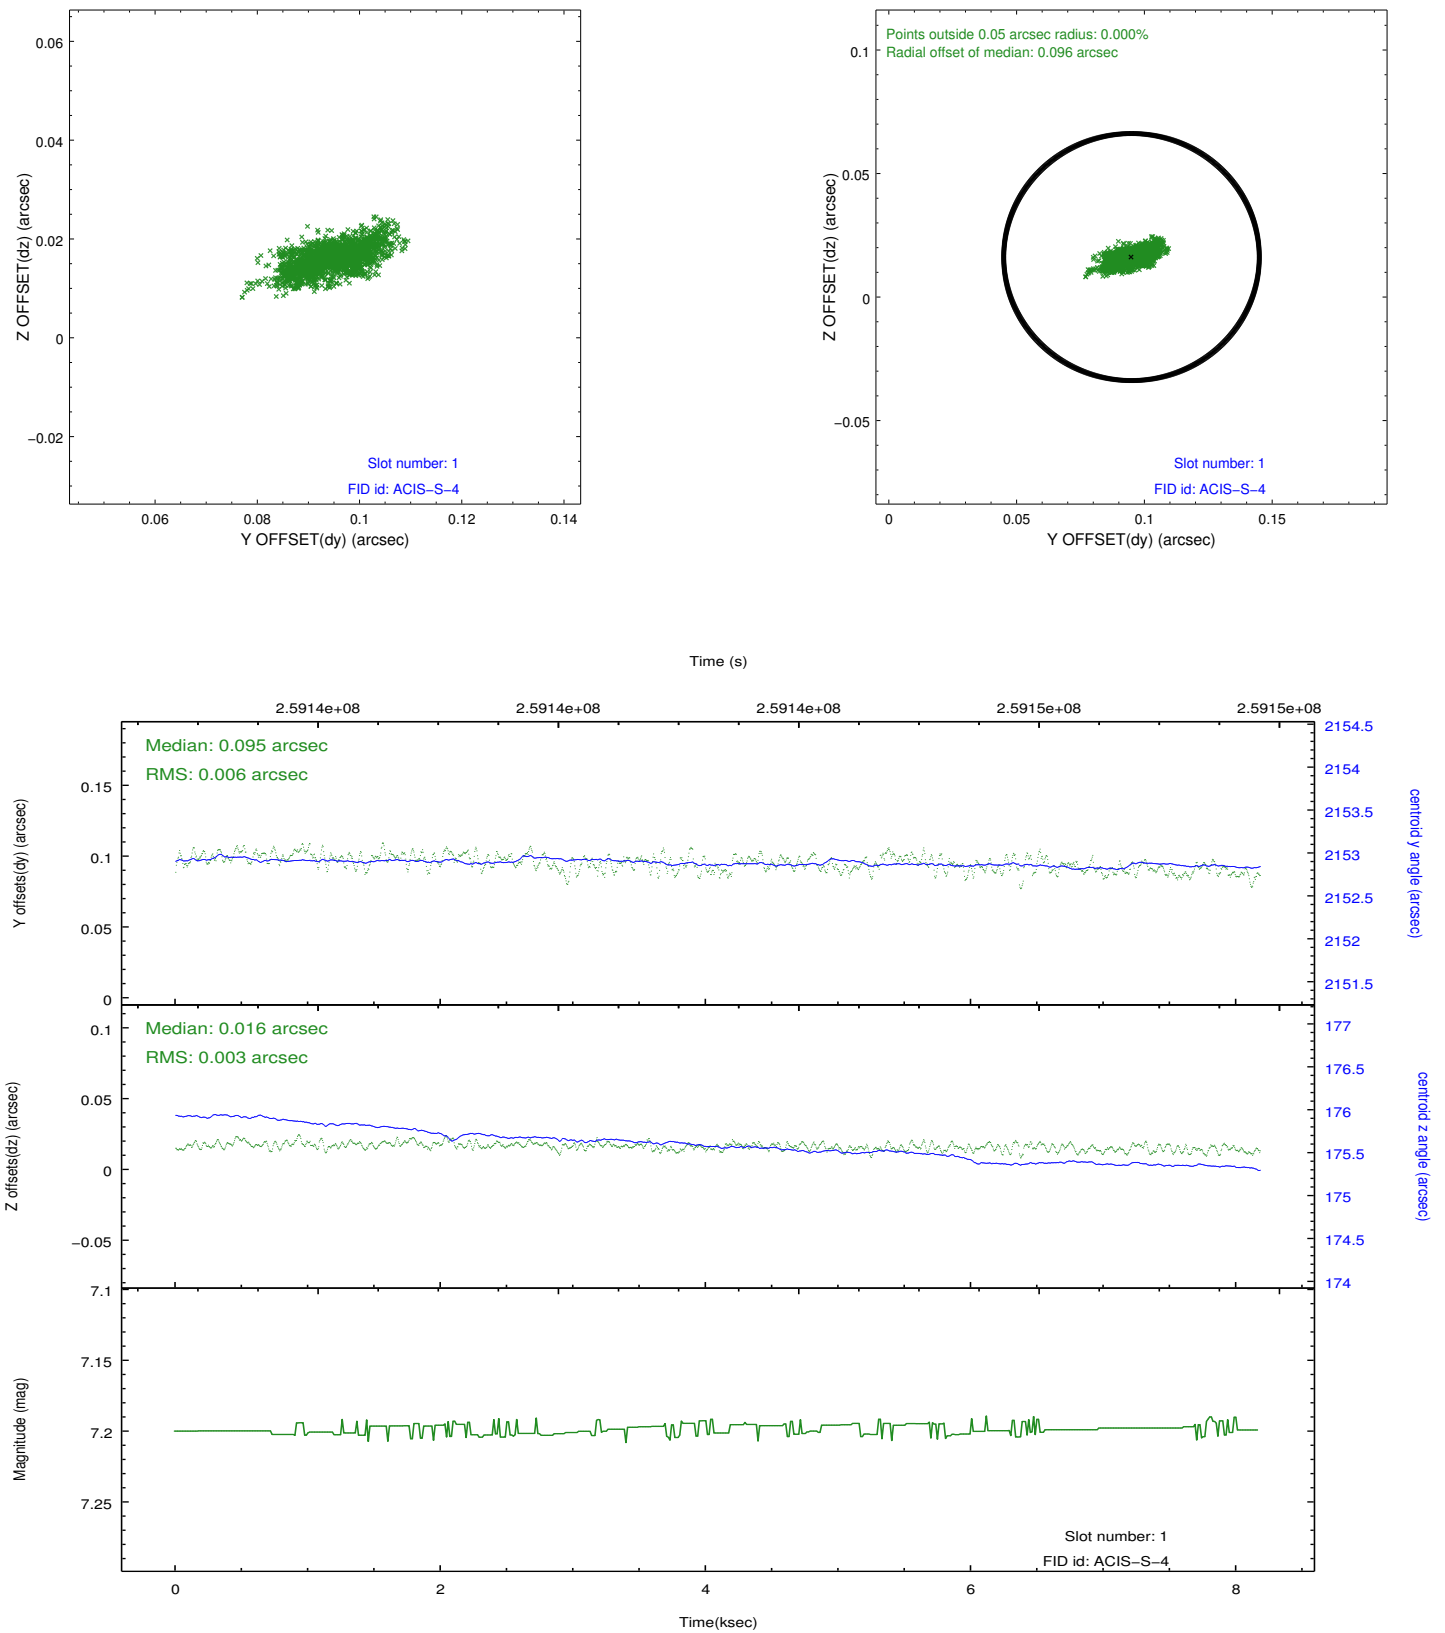 0.06
0.04
0.02
0
−0.02
Z OFFSET(dz) (arcsec)
Slot number: 1
FID id: ACIS−S−4
0.06 0.08 0.1 0.12 0.14
Y OFFSET(dy) (arcsec)
Points outside 0.05 arcsec radius: 0.000%
Radial offset of median: 0.096 arcsec
0.1
0.05
0
−0.05
Z OFFSET(dz) (arcsec)
Slot number: 1
FID id: ACIS−S−4
0 0.05 0.1 0.15
Y OFFSET(dy) (arcsec)
Time (s)
2.5914e+08 2.5914e+08 2.5914e+08 2.5915e+08 2.5915e+08
Median: 0.095 arcsec
RMS: 0.006 arcsec
0.15
0.1
0.05
0
Y offsets(dy) (arcsec)
2154.5
2154
2153.5
2153
2152.5
2152
2151.5
centroid y angle (arcsec)
Median: 0.016 arcsec
RMS: 0.003 arcsec
0.1
0.05
0
−0.05
Z offsets(dz) (arcsec)
177
176.5
176
175.5
175
174.5
174
centroid z angle (arcsec)
7.1
7.15
7.2
7.25
Magnitude (mag)
Slot number: 1
FID id: ACIS−S−4
0 2 4 6 8
Time(ksec)